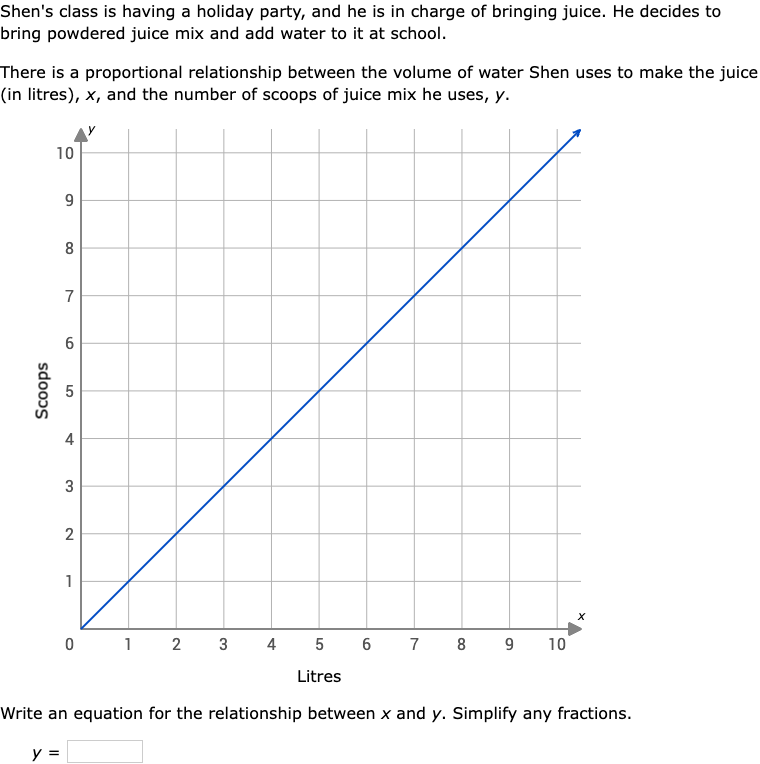 Shen's class is having a holiday party, and he is in charge of bringing juice. He decides to
bring powdered juice mix and add water to it at school.
There is a proportional relationship between the volume of water Shen uses to make the juice
(in litres), x, and the number of scoops of juice mix he uses, y.
y
10
9
8
7
6
5
4
3
2
1
Scoops
x
0 1 2 3 4 5 6 7 8 9 10
Litres
Write an equation for the relationship between x and y. Simplify any fractions.
y =